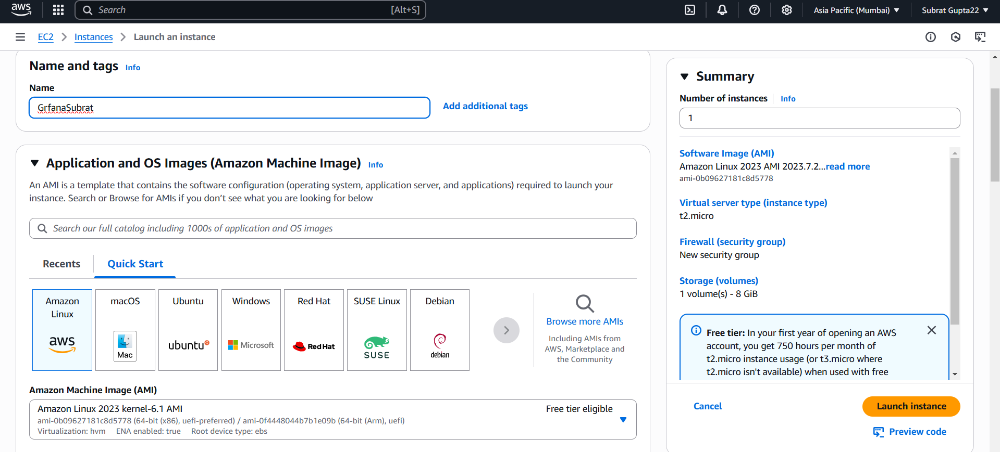 aws
Search
[Alt+S]
Asia Pacific (Mumbai)
Subrat Gupta22
EC2
Instances
Launch an instance
Name and tags Info
Name
GrfanaSubrat
Add additional tags
Application and OS Images (Amazon Machine Image) Info
An AMI is a template that contains the software configuration (operating system, application server, and applications) required to launch your
instance. Search or Browse for AMIs if you don’t see what you are looking for below
Search our full catalog including 1000s of application and OS images
Recents
Quick Start
Amazon
Linux
aws
macOS
Mac
Ubuntu
ubuntu
Windows
Microsoft
Red Hat
Red Hat
SUSE Linux
SUSE
Debian
debian
Browse more AMIs
Including AMIs from
AWS, Marketplace and
the Community
Amazon Machine Image (AMI)
Amazon Linux 2023 kernel-6.1 AMI
Free tier eligible
ami-0b09627181c8d5778 (64-bit (x86), uefi-preferred) / ami-0f4448044b7b1e09b (64-bit (Arm), uefi)
Virtualization: hvm ENA enabled: true Root device type: ebs
Summary
Number of instances Info
1
Software Image (AMI)
Amazon Linux 2023 AMI 2023.7.2...read more
ami-0b09627181c8d5778
Virtual server type (instance type)
t2.micro
Firewall (security group)
New security group
Storage (volumes)
1 volume(s) - 8 GiB
Free tier: In your first year of opening an AWS
account, you get 750 hours per month of
t2.micro instance usage (or t3.micro where
t2.micro isn't available) when used with free
Cancel
Launch instance
Preview code